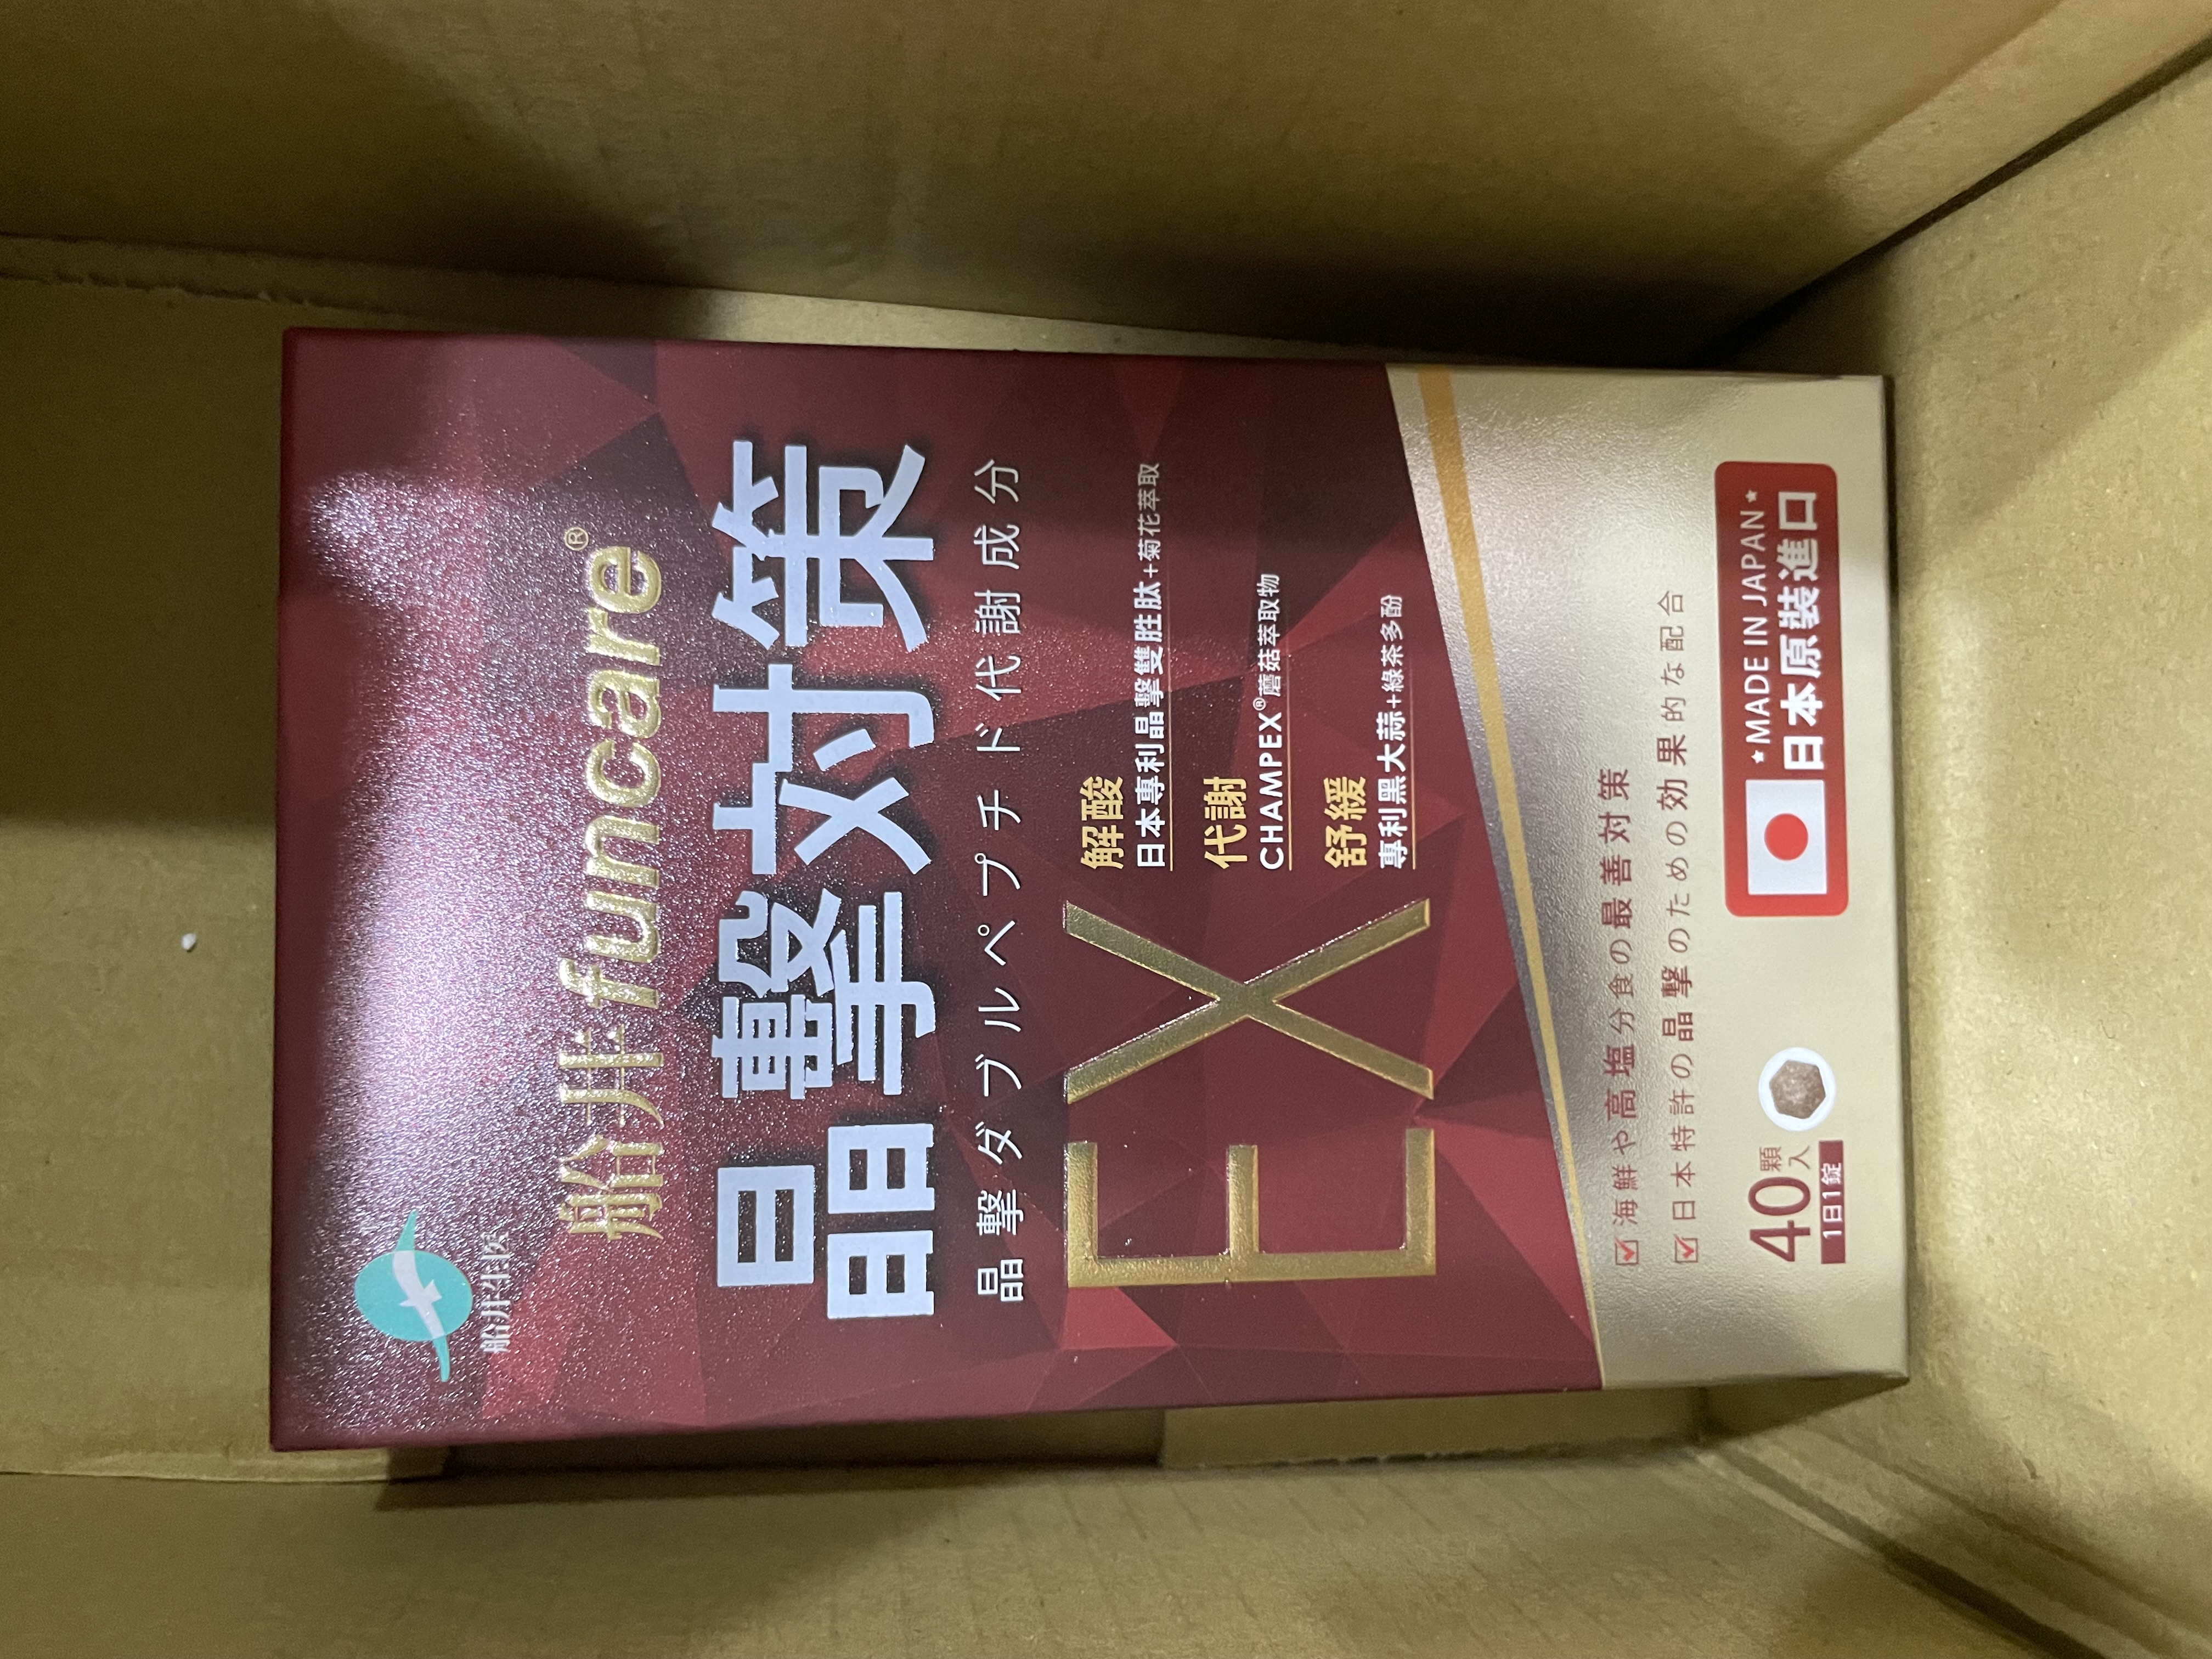 船井生医
船井 funcare®
晶擊対策
晶撃ダブルペプチド代謝成分
EX
解酸
日本專利晶擊雙胜肽+菊花萃取
代謝
CHAMPEX®蘑菇萃取物
舒緩
專利黑大蒜+綠茶多酚
海鮮や高塩分食の最善対策
日本特許の晶撃のための効果的な配合
40顆入
1日1錠
★MADE IN JAPAN★
日本原裝進口